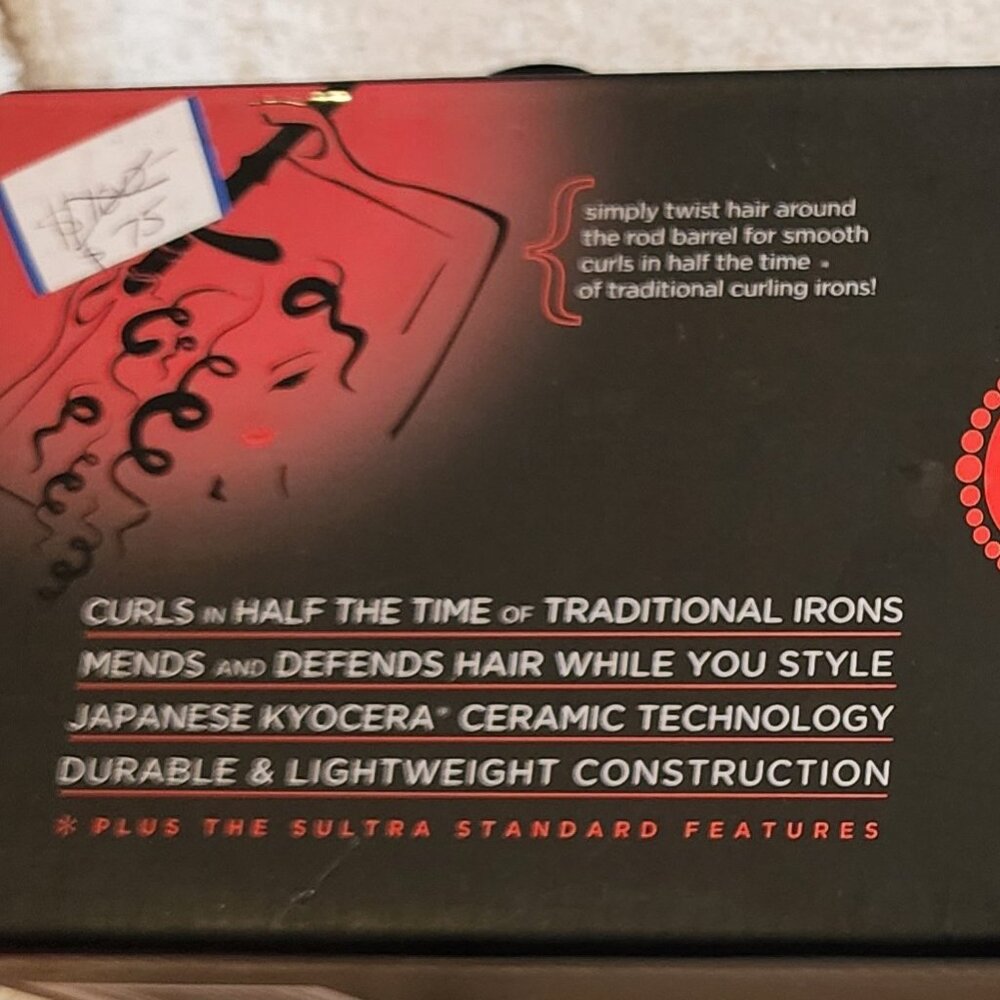 75
simply twist hair around
the rod barrel for smooth
curls in half the time -
of traditional curling irons!
CURLS IN HALF THE TIME OF TRADITIONAL IRONS
MENDS AND DEFENDS HAIR WHILE YOU STYLE
JAPANESE KYOCERA® CERAMIC TECHNOLOGY
DURABLE & LIGHTWEIGHT CONSTRUCTION
* PLUS THE SULTRA STANDARD FEATURES